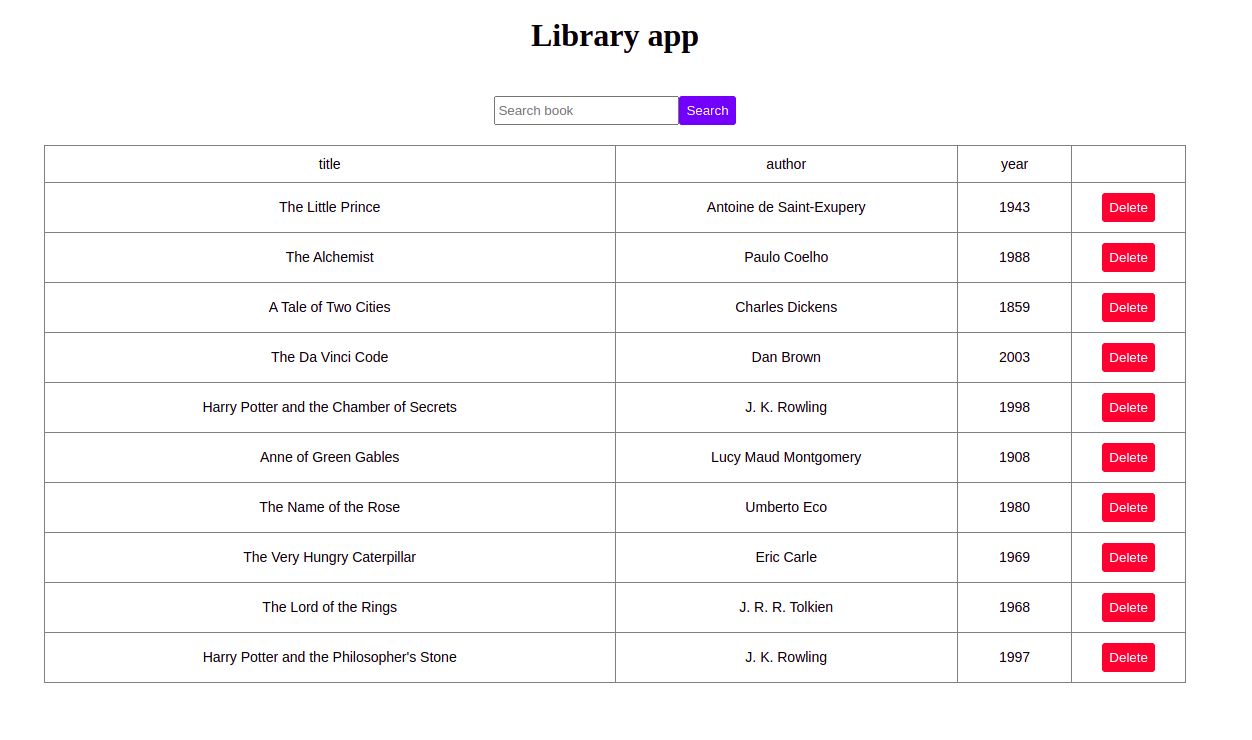 Library app
Search book Search
title author year
The Little Prince Antoine de Saint-Exupery 1943 Delete
The Alchemist Paulo Coelho 1988 Delete
A Tale of Two Cities Charles Dickens 1859 Delete
The Da Vinci Code Dan Brown 2003 Delete
Harry Potter and the Chamber of Secrets J. K. Rowling 1998 Delete
Anne of Green Gables Lucy Maud Montgomery 1908 Delete
The Name of the Rose Umberto Eco 1980 Delete
The Very Hungry Caterpillar Eric Carle 1969 Delete
The Lord of the Rings J. R. R. Tolkien 1968 Delete
Harry Potter and the Philosopher's Stone J. K. Rowling 1997 Delete